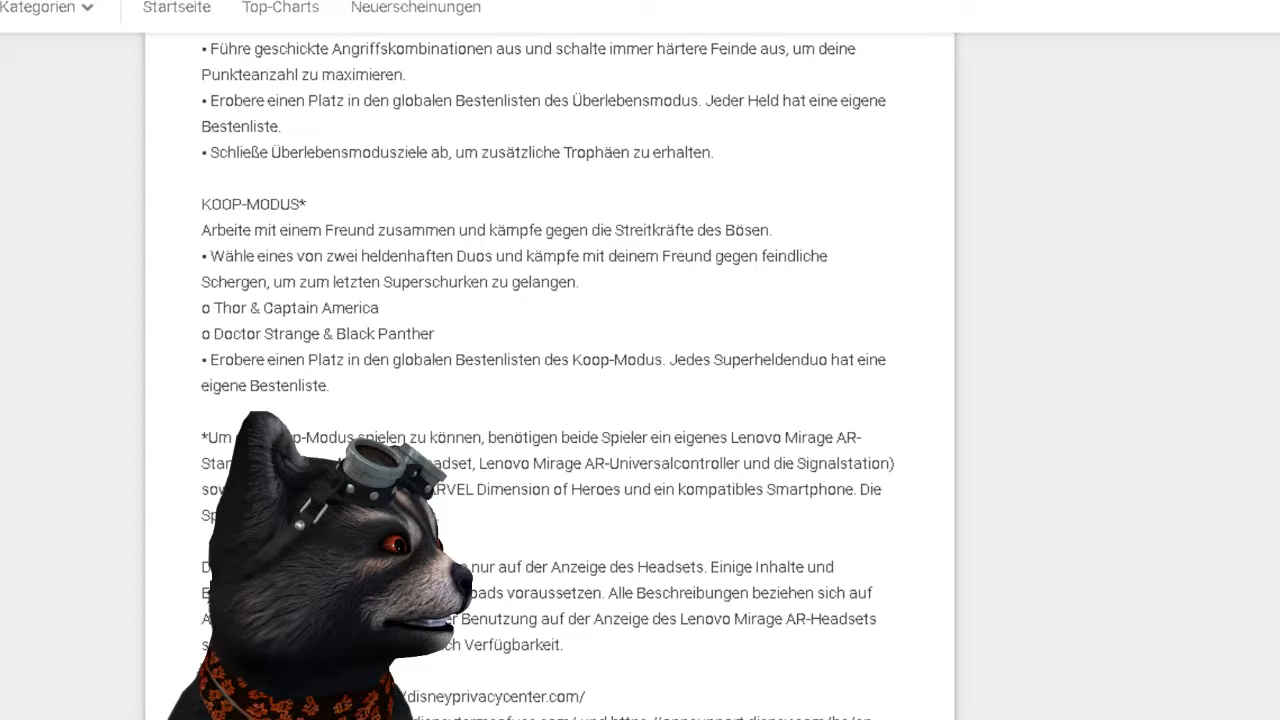 Kategorien Startseite Top-Charts Neuerscheinungen
▪ Führe geschickte Angriffskombinationen aus und schalte immer härtere Feinde aus, um deine
Punkteanzahl zu maximieren.
▪ Erobere einen Platz in den globalen Bestenlisten des Überlebensmodus. Jeder Held hat eine eigene
Bestenliste.
▪ Schließe Überlebensmodusziele ab, um zusätzliche Trophäen zu erhalten.
KOOP-MODUS*
Arbeite mit einem Freund zusammen und kämpfe gegen die Streitkräfte des Bösen.
▪ Wähle eines von zwei heldenhaften Duos und kämpfe mit deinem Freund gegen feindliche
Schergen, um zum letzten Superschurken zu gelangen.
o Thor & Captain America
o Doctor Strange & Black Panther
▪ Erobere einen Platz in den globalen Bestenlisten des Koop-Modus. Jedes Superheldenduo hat eine
eigene Bestenliste.
*Um p-Modus spielen zu können, benötigen beide Spieler ein eigenes Lenovo Mirage AR-
adset, Lenovo Mirage AR-Universalcontroller und die Signalstation)
RVEL Dimension of Heroes und ein kompatibles Smartphone. Die
nur auf der Anzeige des Headsets. Einige Inhalte und
oads voraussetzen. Alle Beschreibungen beziehen sich auf
er Benutzung auf der Anzeige des Lenovo Mirage AR-Headsets
ch Verfügbarkeit.
/disneyprivacycenter.com/